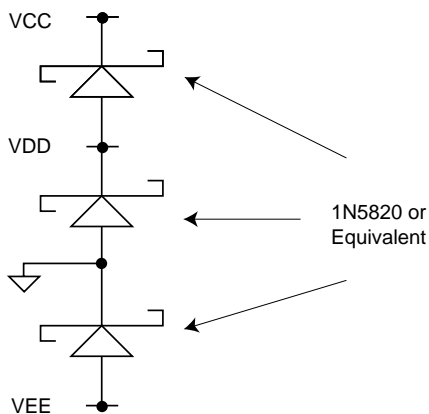 VCC
VDD
1N5820 or
Equivalent
VEE